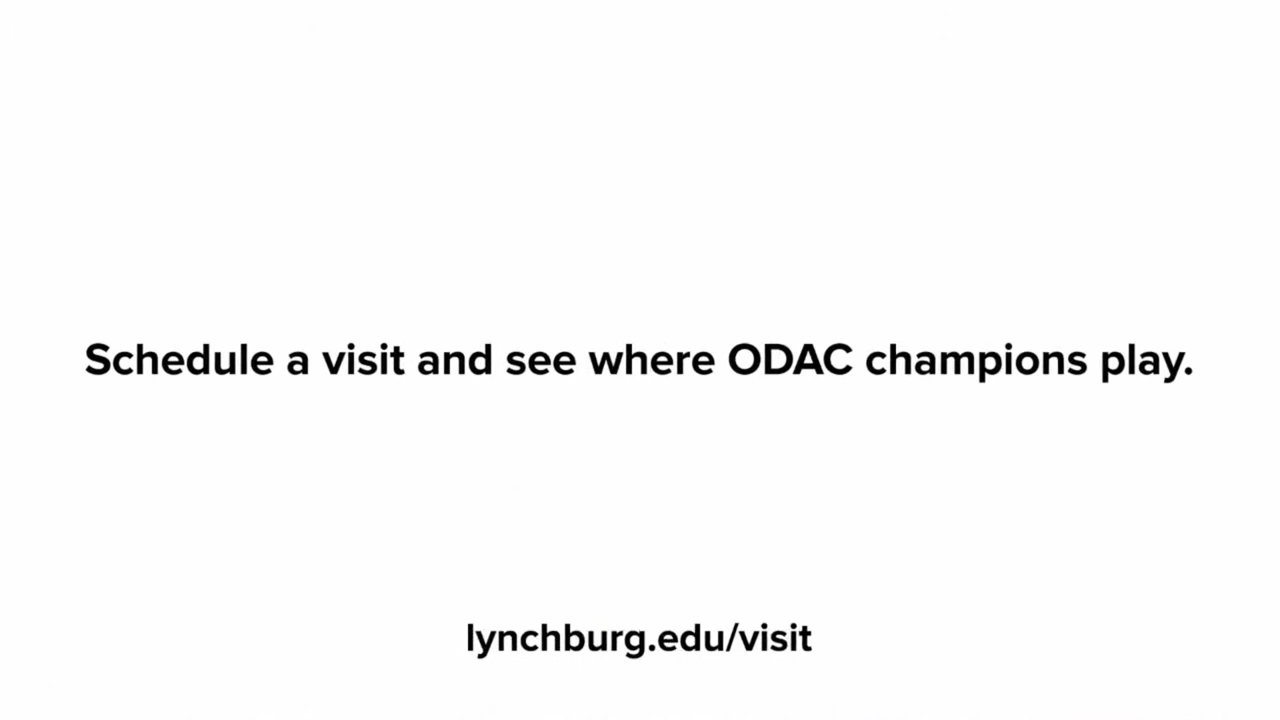 Schedule a visit and see where ODAC champions play.
lynchburg.edu/visit